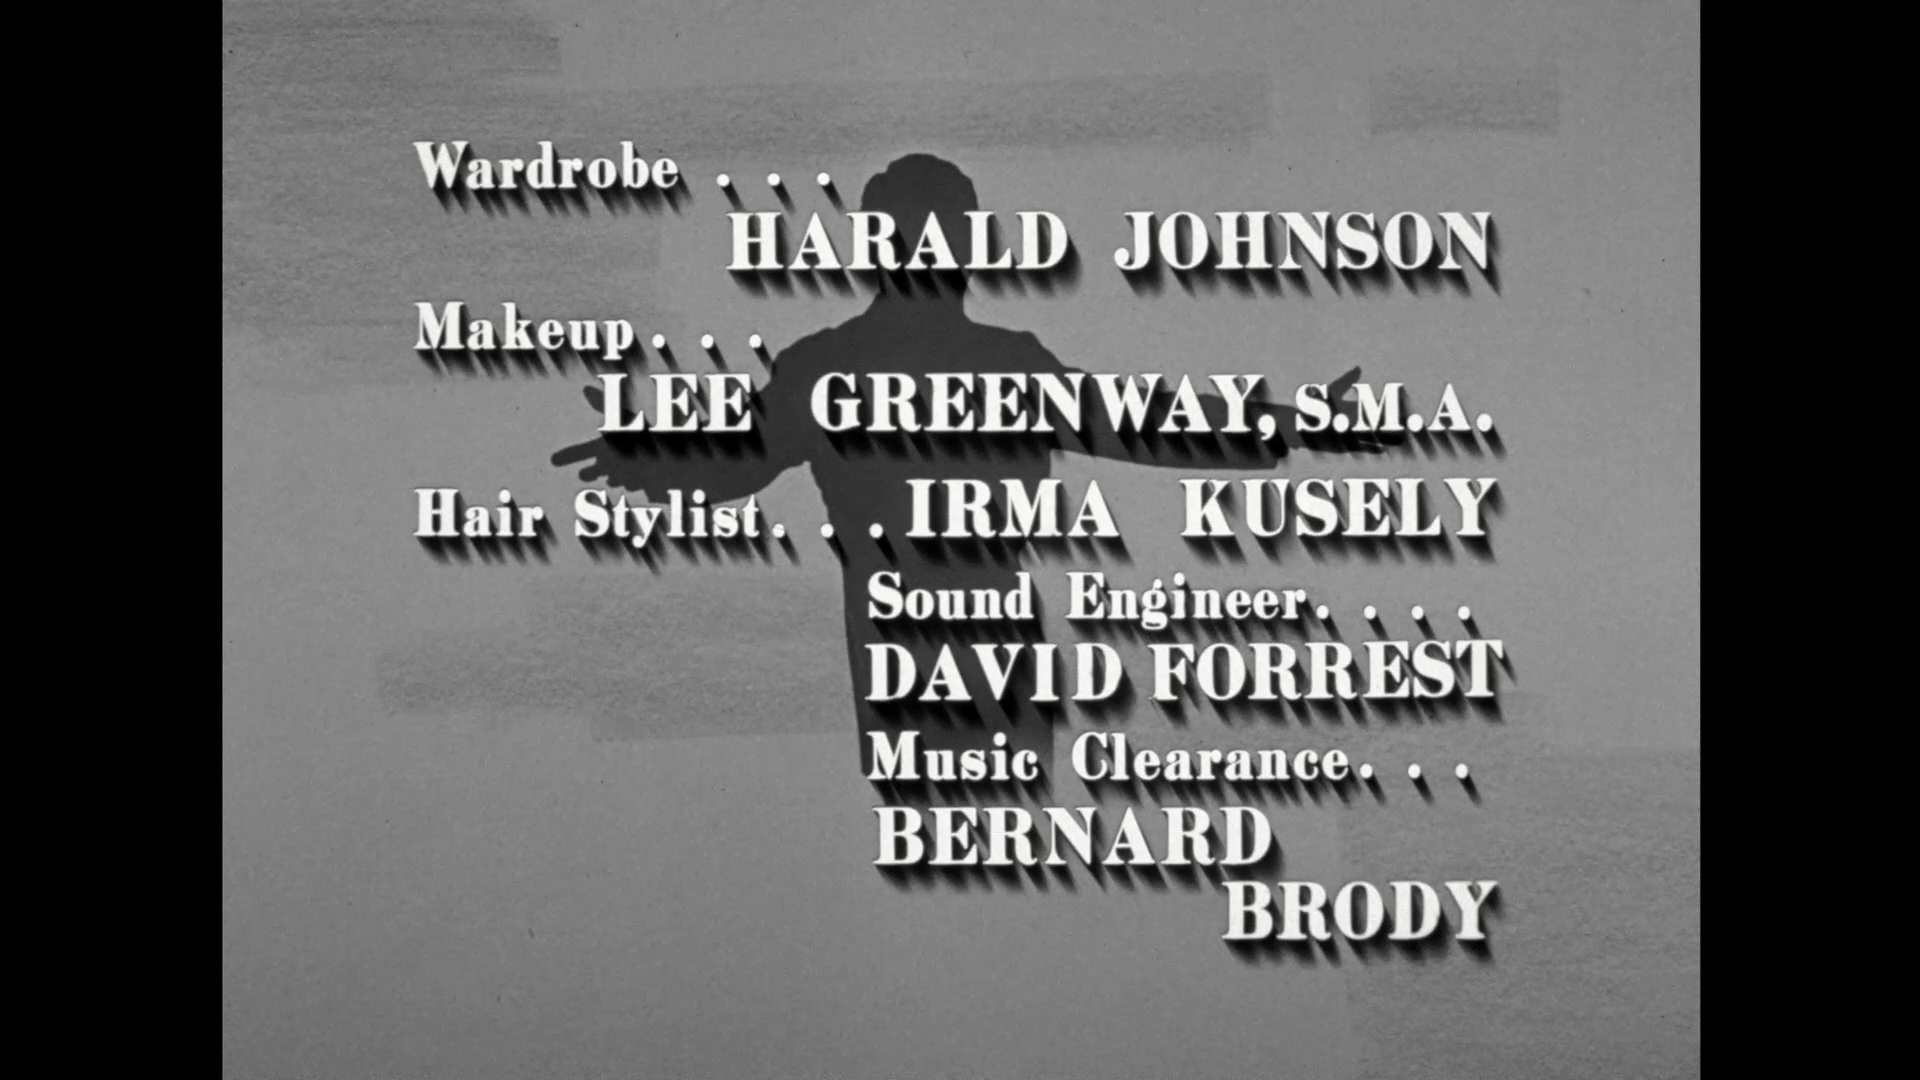 Wardrobe . . .
HARALD JOHNSON
Makeup . . .
LEE GREENWAY, S.M.A.
Hair Stylist . . . IRMA KUSELY
Sound Engineer . . . .
DAVID FORREST
Music Clearance . . .
BERNARD
BRODY